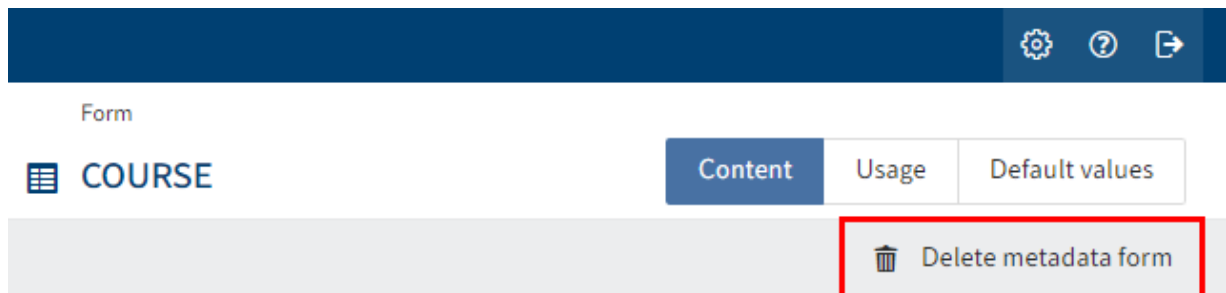 Form
COURSE
Content Usage Default values
Delete metadata form